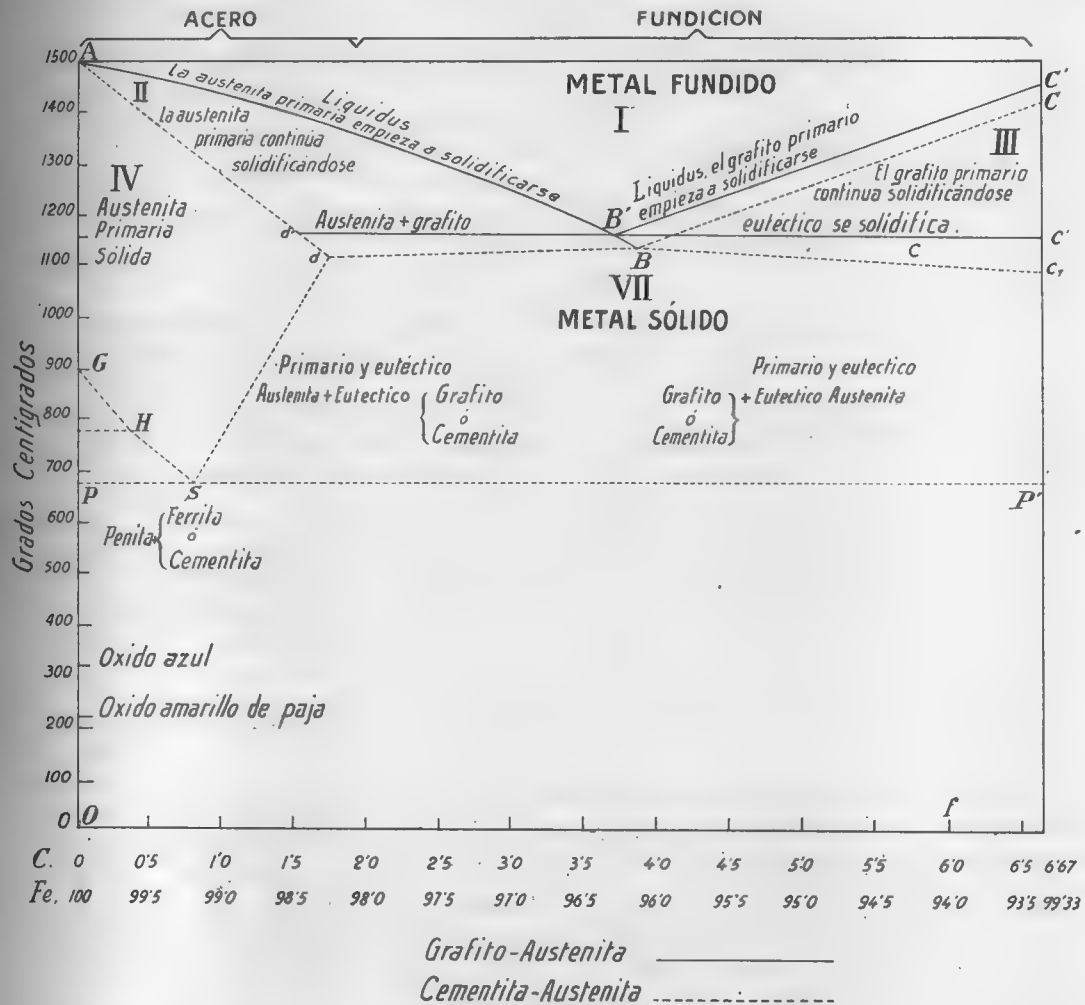 ACERO
FUNDICION
A
1500
METAL FUNDIDO
C'
II
La austenita primaria empieza a solidificarse
Liquidus
I
C
1400
La austenita
primaria continúa
solidificándose
Liquidus, el grafito primario
empieza a solidificarse
III
1300
IV
El grafito primario
continua solidificándose
1200
Austenita
Primaria
Sólida
a'
Austenita + grafito
B'
eutéctico se solidifica.
C'
1100
d
B
C
C1
VII
1000
METAL SÓLIDO
900
G
Primario y eutéctico
Primario y eutectico
Austenita + Eutectico { Grafito
ó
Cementita
Grafito
ó
Cementita } + Eutectico Austenita
800
H
700
P
S
P'
600
Penita+ { Ferrita
ó
Cementita
500
400
Oxido azul
300
Oxido amarillo de paja
200
100
0
O
f
Grados Centigrados
C. 0 0'5 1'0 1'5 2'0 2'5 3'0 3'5 4'0 4'5 5'0 5'5 6'0 6'5 6'67
Fe, 100 99'5 99'0 98'5 98'0 97'5 97'0 96'5 96'0 95'5 95'0 94'5 94'0 93'5 99'33
Grafito-Austenita
Cementita-Austenita